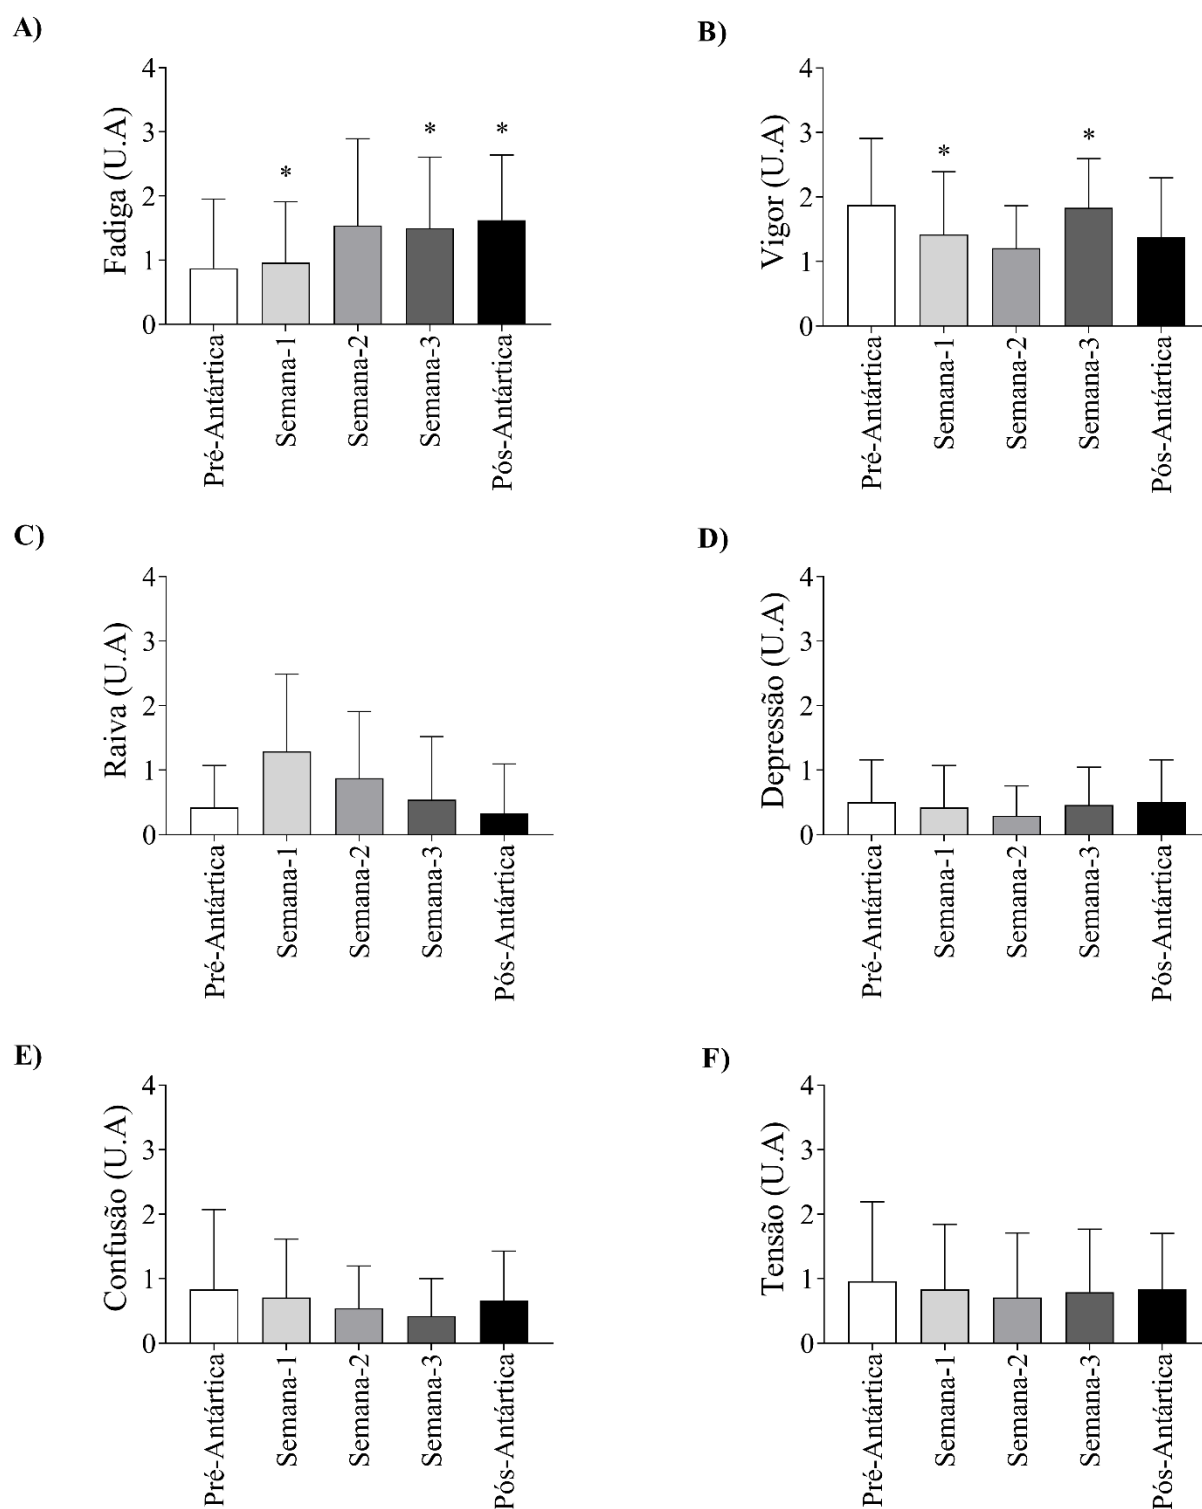 A)
Fadiga (U.A)
4
3
2
1
0
*
*
*
Pré-Antártica
Semana-1
Semana-2
Semana-3
Pós-Antártica
B)
Vigor (U.A)
4
3
2
1
0
*
*
Pré-Antártica
Semana-1
Semana-2
Semana-3
Pós-Antártica
C)
Raiva (U.A)
4
3
2
1
0
Pré-Antártica
Semana-1
Semana-2
Semana-3
Pós-Antártica
D)
Depressão (U.A)
4
3
2
1
0
Pré-Antártica
Semana-1
Semana-2
Semana-3
Pós-Antártica
E)
Confusão (U.A)
4
3
2
1
0
Pré-Antártica
Semana-1
Semana-2
Semana-3
Pós-Antártica
F)
Tensão (U.A)
4
3
2
1
0
Pré-Antártica
Semana-1
Semana-2
Semana-3
Pós-Antártica